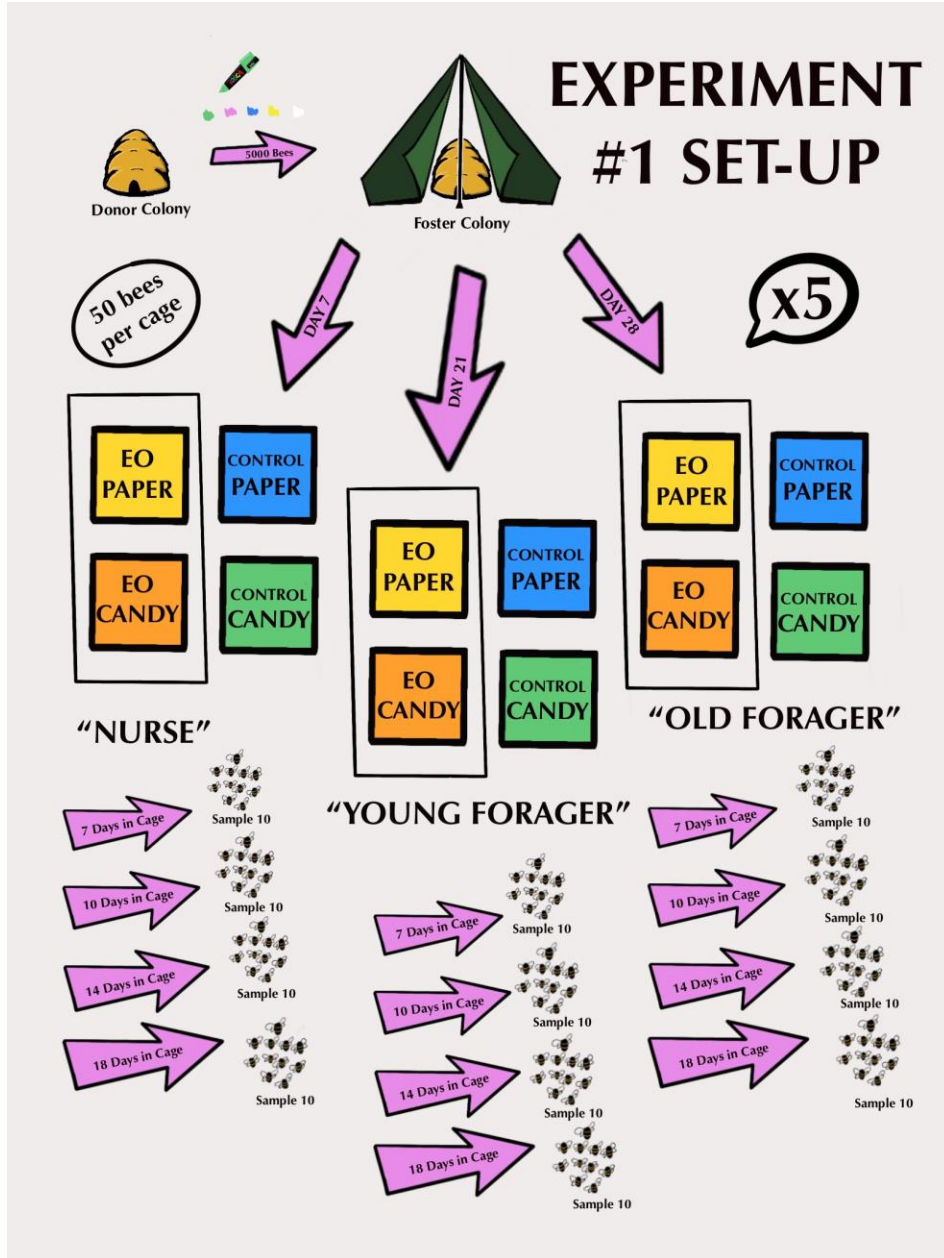 EXPERIMENT
#1 SET-UP
5000 Bees
Donor Colony
Foster Colony
50 bees
per cage
DAY 7
DAY 21
DAY 28
x5
EO
PAPER
CONTROL
PAPER
EO
CANDY
CONTROL
CANDY
"NURSE"
7 Days in Cage
Sample 10
10 Days in Cage
Sample 10
14 Days in Cage
Sample 10
18 Days in Cage
Sample 10
EO
PAPER
CONTROL
PAPER
EO
CANDY
CONTROL
CANDY
"YOUNG FORAGER"
7 Days in Cage
Sample 10
10 Days in Cage
Sample 10
14 Days in Cage
Sample 10
18 Days in Cage
Sample 10
EO
PAPER
CONTROL
PAPER
EO
CANDY
CONTROL
CANDY
"OLD FORAGER"
7 Days in Cage
Sample 10
10 Days in Cage
Sample 10
14 Days in Cage
Sample 10
18 Days in Cage
Sample 10